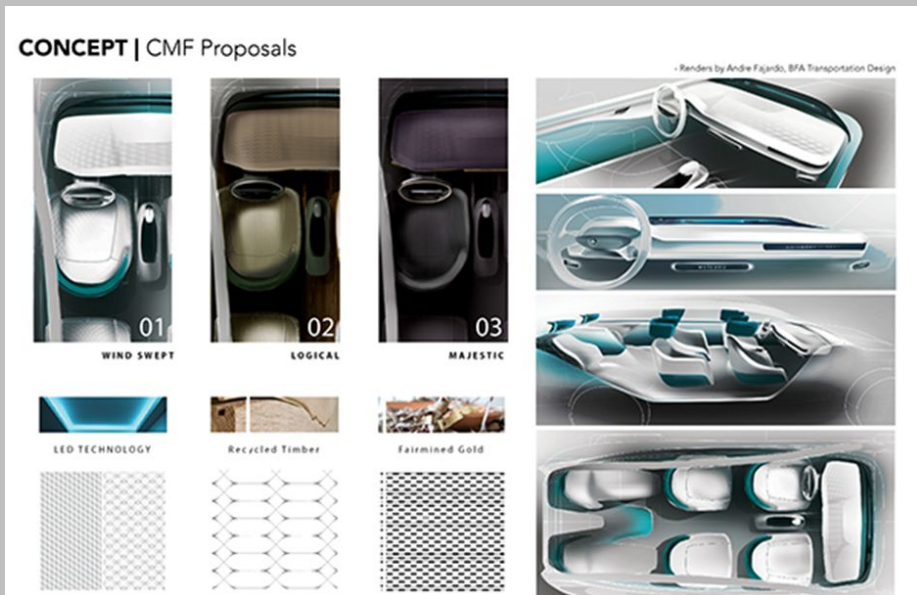 CONCEPT | CMF Proposals
- Renders by Andre Fajardo, BFA Transportation Design
01
02
03
WIND SWEPT
LOGICAL
MAJESTIC
LED TECHNOLOGY
Recycled Timber
Fairmined Gold